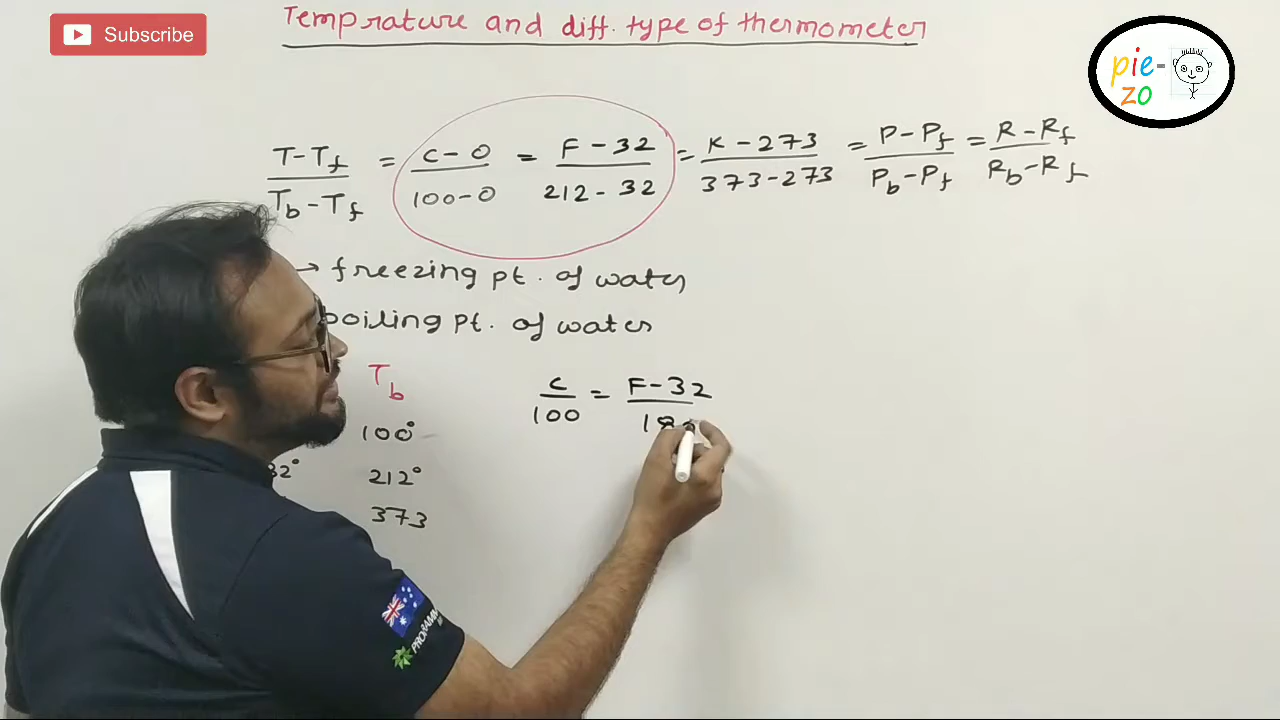 Subscribe
Temprature and diff. type of thermometer
pie-
zo
T-Tf / Tb-Tf = C-0 / 100-0 = F-32 / 212-32 = K-273 / 373-273 = P-Pf / Pb-Pf = R-Rf / Rb-Rf
→ freezing pt. of water
boiling pt. of water
Tb
C / 100 = F-32 / 180
100°
32° 212°
373